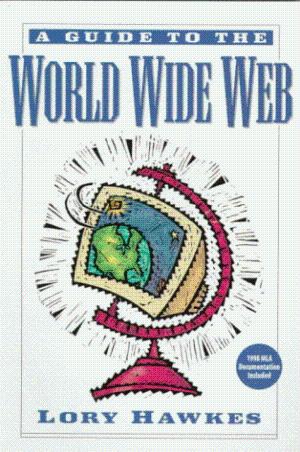 A GUIDE TO THE
WORLD WIDE WEB
1998 MLA
Documentation
Included
LORY HAWKES